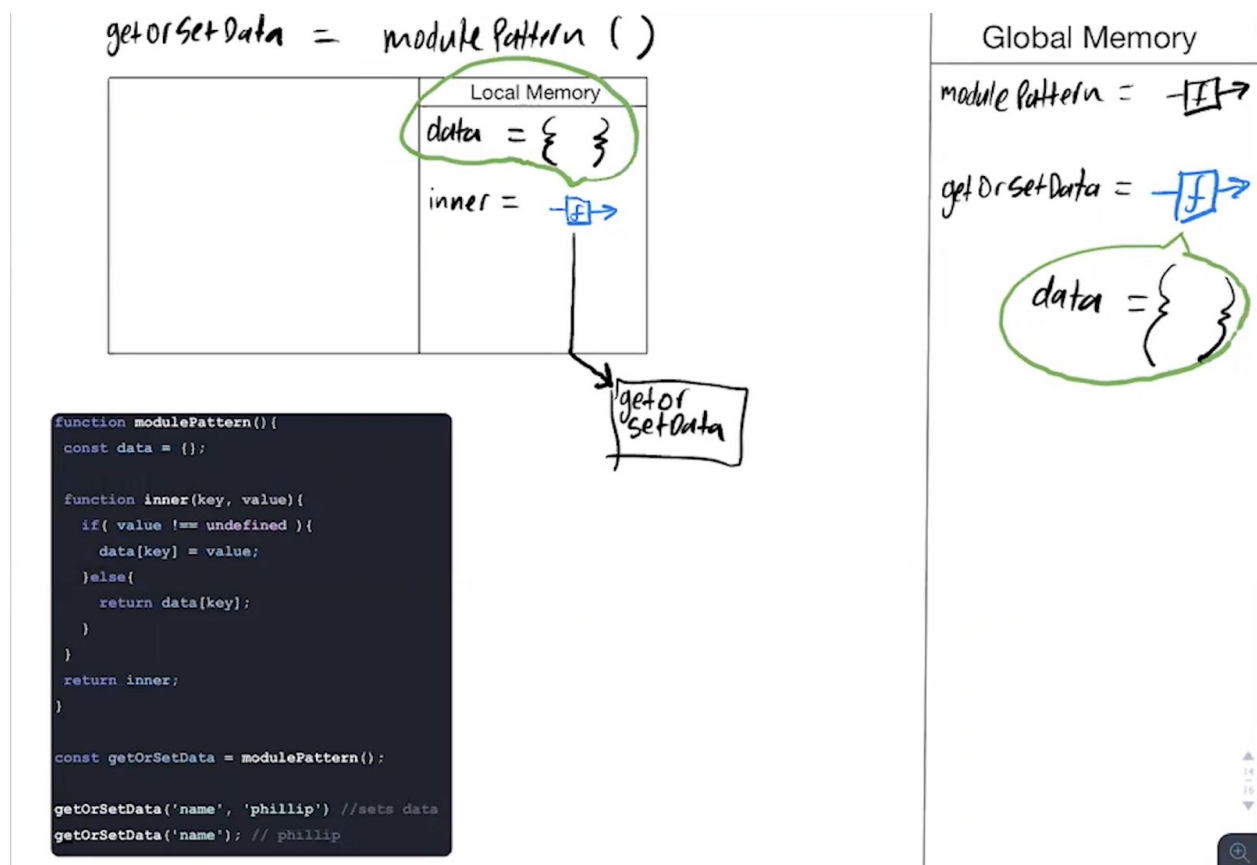 getorSetData = modulePattern ()
Local Memory
data = { }
inner = f
getor
setData
function modulePattern(){
const data = {};
function inner(key, value){
if( value !== undefined ){
data[key] = value;
}else{
return data[key];
}
}
return inner;
}
const getOrSetData = modulePattern();
getOrSetData('name', 'phillip') //sets data
getOrSetData('name'); // phillip
Global Memory
modulePattern = f
getOrSetData = f
data = { }
14
16